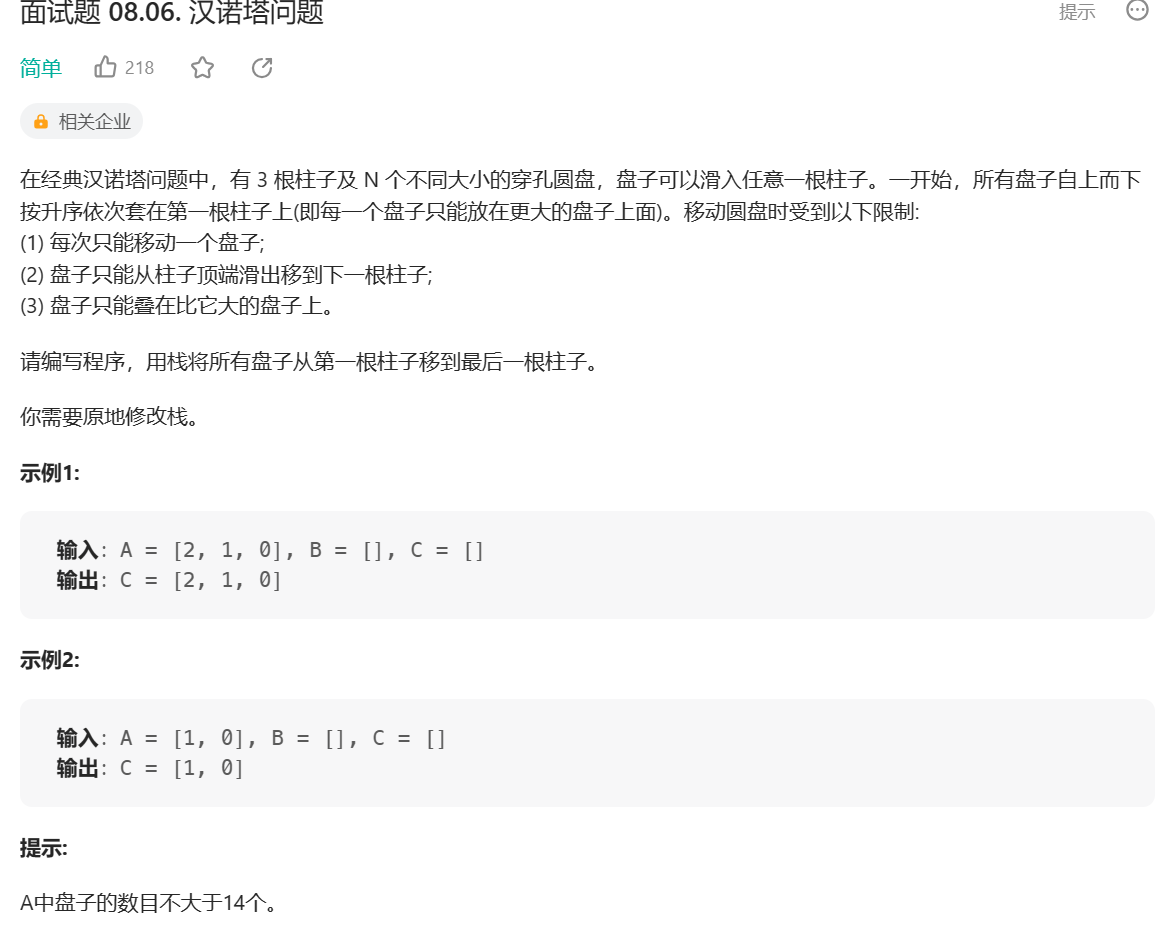 面试题 08.06. 汉诺塔问题
提示
简单
218
相关企业
在经典汉诺塔问题中，有 3 根柱子及 N 个不同大小的穿孔圆盘，盘子可以滑入任意一根柱子。一开始，所有盘子自上而下
按升序依次套在第一根柱子上(即每一个盘子只能放在更大的盘子上面)。移动圆盘时受到以下限制:
(1) 每次只能移动一个盘子;
(2) 盘子只能从柱子顶端滑出移到下一根柱子;
(3) 盘子只能叠在比它大的盘子上。
请编写程序，用栈将所有盘子从第一根柱子移到最后一根柱子。
你需要原地修改栈。
示例1:
输入: A = [2, 1, 0], B = [], C = []
输出: C = [2, 1, 0]
示例2:
输入: A = [1, 0], B = [], C = []
输出: C = [1, 0]
提示:
A中盘子的数目不大于14个。